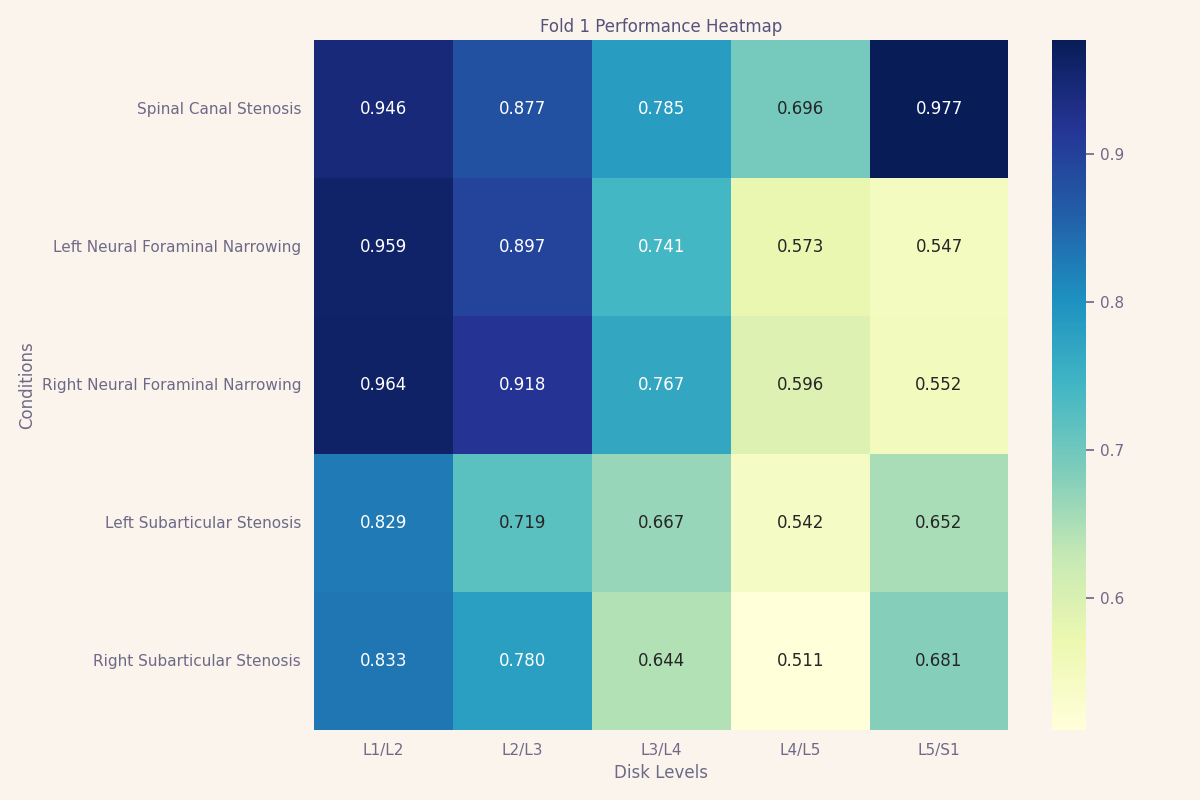 Fold 1 Performance Heatmap
Conditions
Spinal Canal Stenosis 0.946 0.877 0.785 0.696 0.977
Left Neural Foraminal Narrowing 0.959 0.897 0.741 0.573 0.547
Right Neural Foraminal Narrowing 0.964 0.918 0.767 0.596 0.552
Left Subarticular Stenosis 0.829 0.719 0.667 0.542 0.652
Right Subarticular Stenosis 0.833 0.780 0.644 0.511 0.681
L1/L2 L2/L3 L3/L4 L4/L5 L5/S1
Disk Levels
0.9
0.8
0.7
0.6